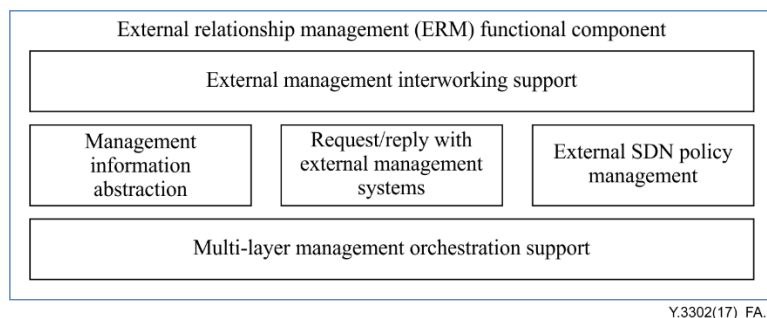 External relationship management (ERM) functional component
External management interworking support
Management
information
abstraction
Request/reply with
external management
systems
External SDN policy
management
Multi-layer management orchestration support
Y.3302(17)_FA.